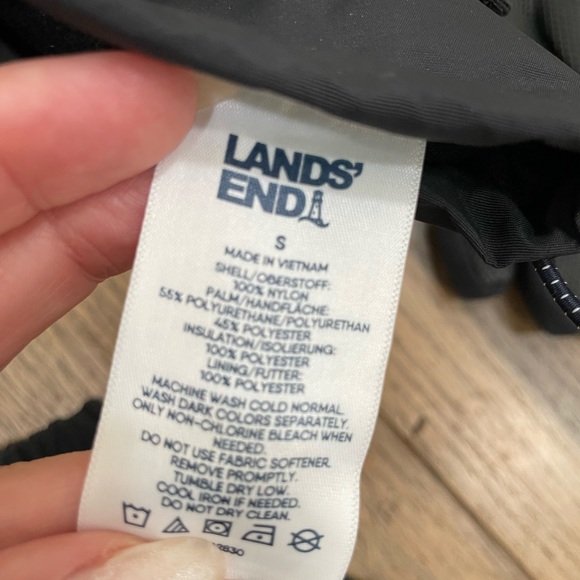 LANDS'
END
S
MADE IN VIETNAM
SHELL/OBERSTOFF:
100% NYLON
PALM/HANDFLÄCHE:
55% POLYURETHANE/POLYURETHAN
45% POLYESTER
INSULATION/ISOLIERUNG:
100% POLYESTER
LINING/FUTTER:
100% POLYESTER
MACHINE WASH COLD NORMAL.
WASH DARK COLORS SEPARATELY.
ONLY NON-CHLORINE BLEACH WHEN
NEEDED.
DO NOT USE FABRIC SOFTENER.
REMOVE PROMPTLY.
TUMBLE DRY LOW.
COOL IRON IF NEEDED.
DO NOT DRY CLEAN.